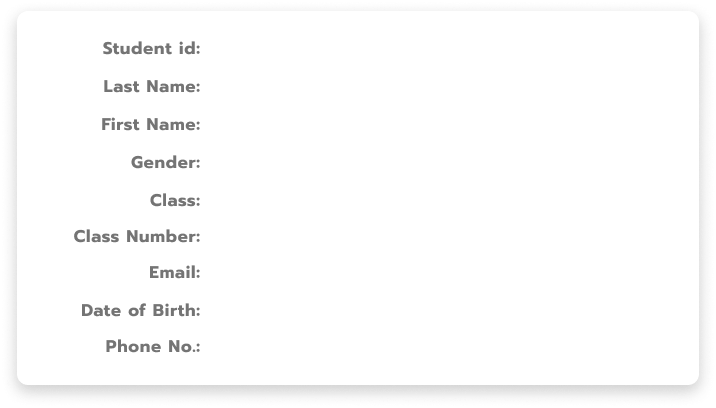 Student id:
Last Name:
First Name:
Gender:
Class:
Class Number:
Email:
Date of Birth:
Phone No.: